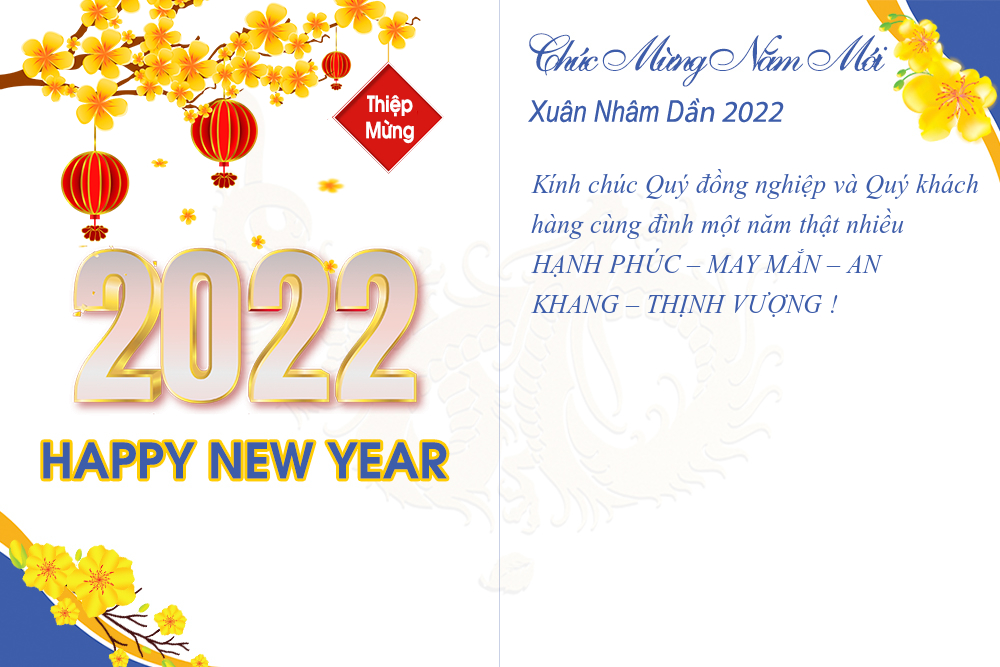 Thiệp
Mừng
2022
HAPPY NEW YEAR
Chúc Mừng Năm Mới
Xuân Nhâm Dần 2022
Kính chúc Quý đồng nghiệp và Quý khách
hàng cùng đình một năm thật nhiều
HẠNH PHÚC – MAY MẮN – AN
KHANG – THỊNH VƯỢNG !